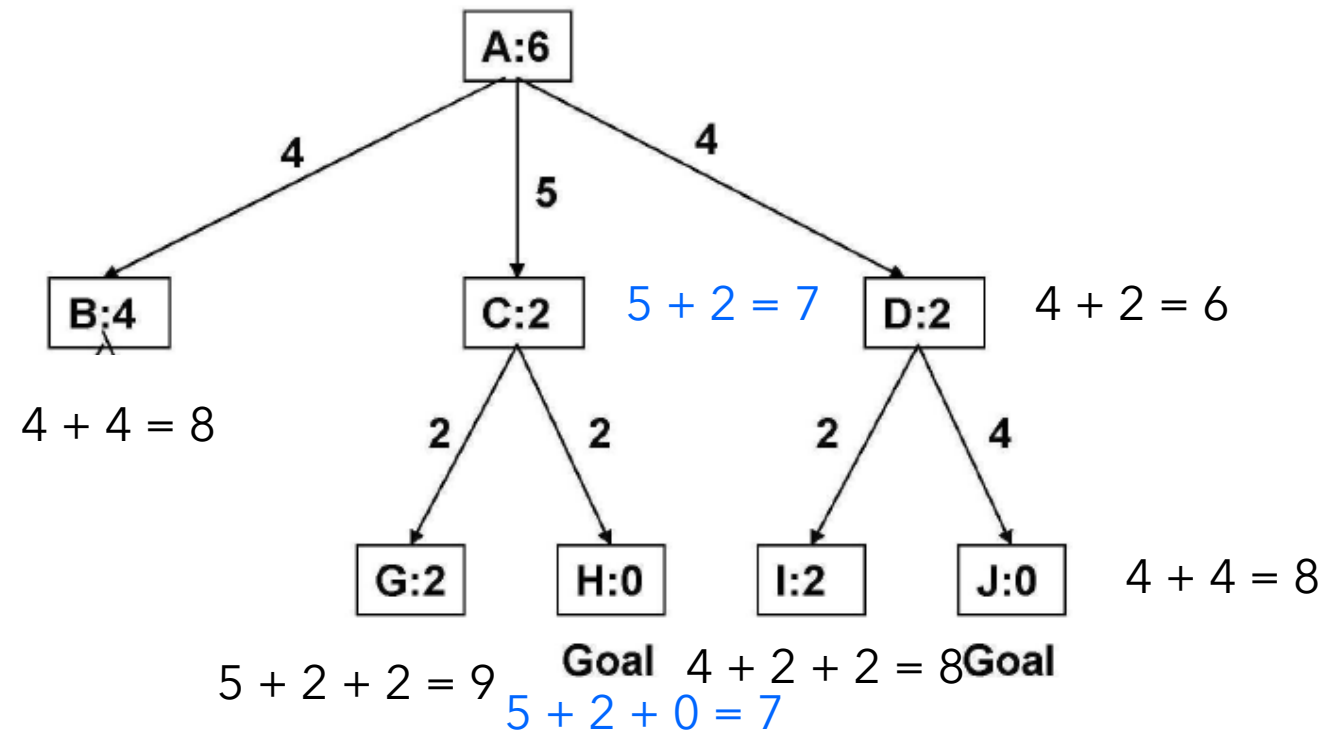 A:6
4
4
5
B:4
C:2
5 + 2 = 7
D:2
4 + 2 = 6
4 + 4 = 8
2
2
2
4
G:2
H:0
I:2
J:0
4 + 4 = 8
Goal
4 + 2 + 2 = 8
Goal
5 + 2 + 2 = 9
5 + 2 + 0 = 7